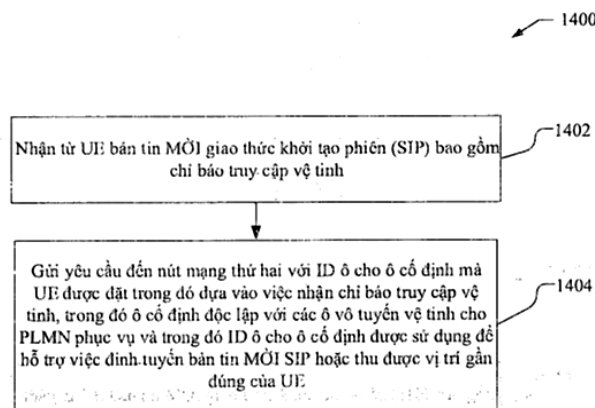 1400
Nhận từ UE bản tin MỜI giao thức khởi tạo phiên (SIP) bao gồm
chỉ báo truy cập vệ tinh
1402
Gửi yêu cầu đến nút mạng thứ hai với ID ô cho ô cố định mà
UE được đặt trong đó dựa vào việc nhận chỉ báo truy cập vệ
tinh, trong đó ô cố định độc lập với các ô vô tuyến vệ tinh cho
PLMN phục vụ và trong đó ID ô cho ô cố định được sử dụng để
hỗ trợ việc định tuyến bản tin MỜI SIP hoặc thu được vị trí gần
đúng của UE
1404